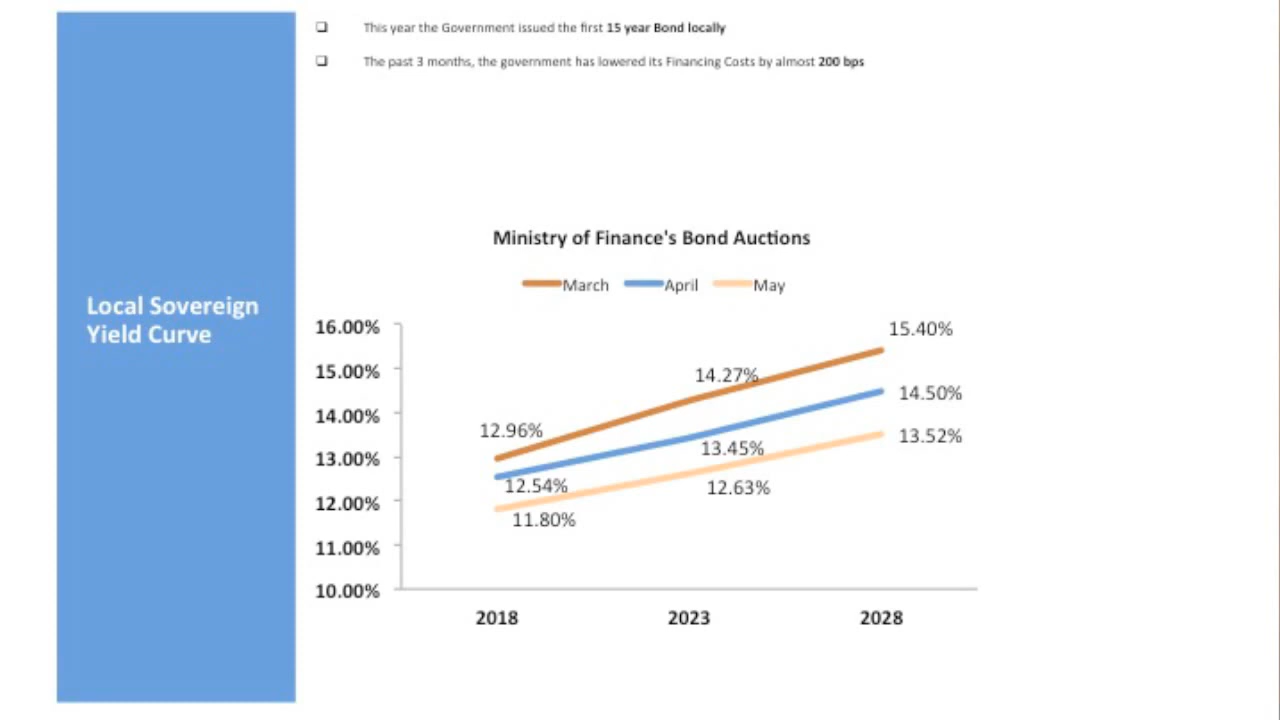 This year the Government issued the first 15 year Bond locally
The past 3 months, the government has lowered its Financing Costs by almost 200 bps
Local Sovereign
Yield Curve
Ministry of Finance's Bond Auctions
March April May
16.00%
15.00%
14.00%
13.00%
12.00%
11.00%
10.00%
12.96%
14.27%
15.40%
12.54%
13.45%
14.50%
11.80%
12.63%
13.52%
2018 2023 2028